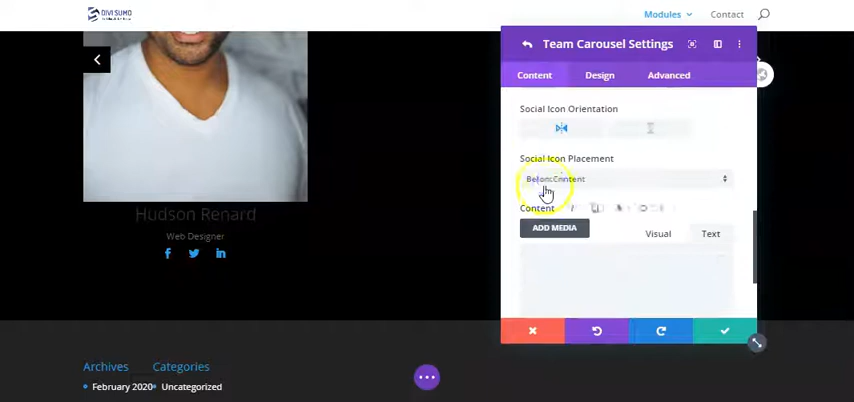 DIVI SUMO
Modules
Contact
Team Carousel Settings
Content
Design
Advanced
Social Icon Orientation
Social Icon Placement
Content
Content
ADD MEDIA
Visual
Text
Hudson Renard
Web Designer
Archives
Categories
February 2020
Uncategorized